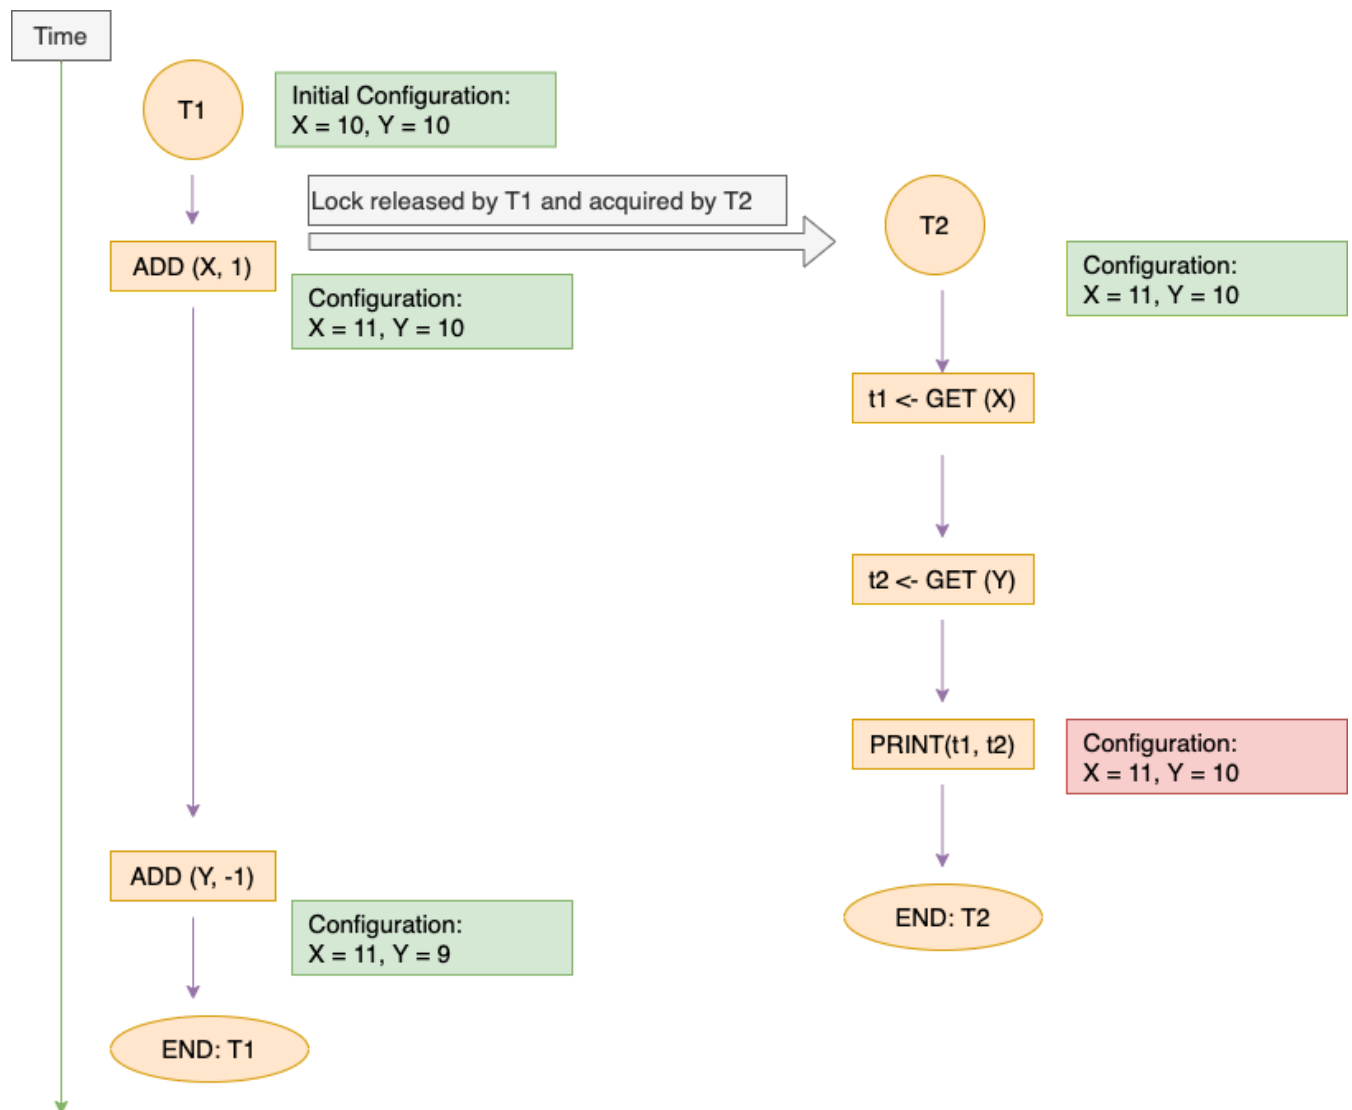 Time
T1
Initial Configuration:
X = 10, Y = 10
Lock released by T1 and acquired by T2
T2
ADD (X, 1)
Configuration:
X = 11, Y = 10
Configuration:
X = 11, Y = 10
t1 <- GET (X)
t2 <- GET (Y)
PRINT(t1, t2)
Configuration:
X = 11, Y = 10
ADD (Y, -1)
Configuration:
X = 11, Y = 9
END: T2
END: T1